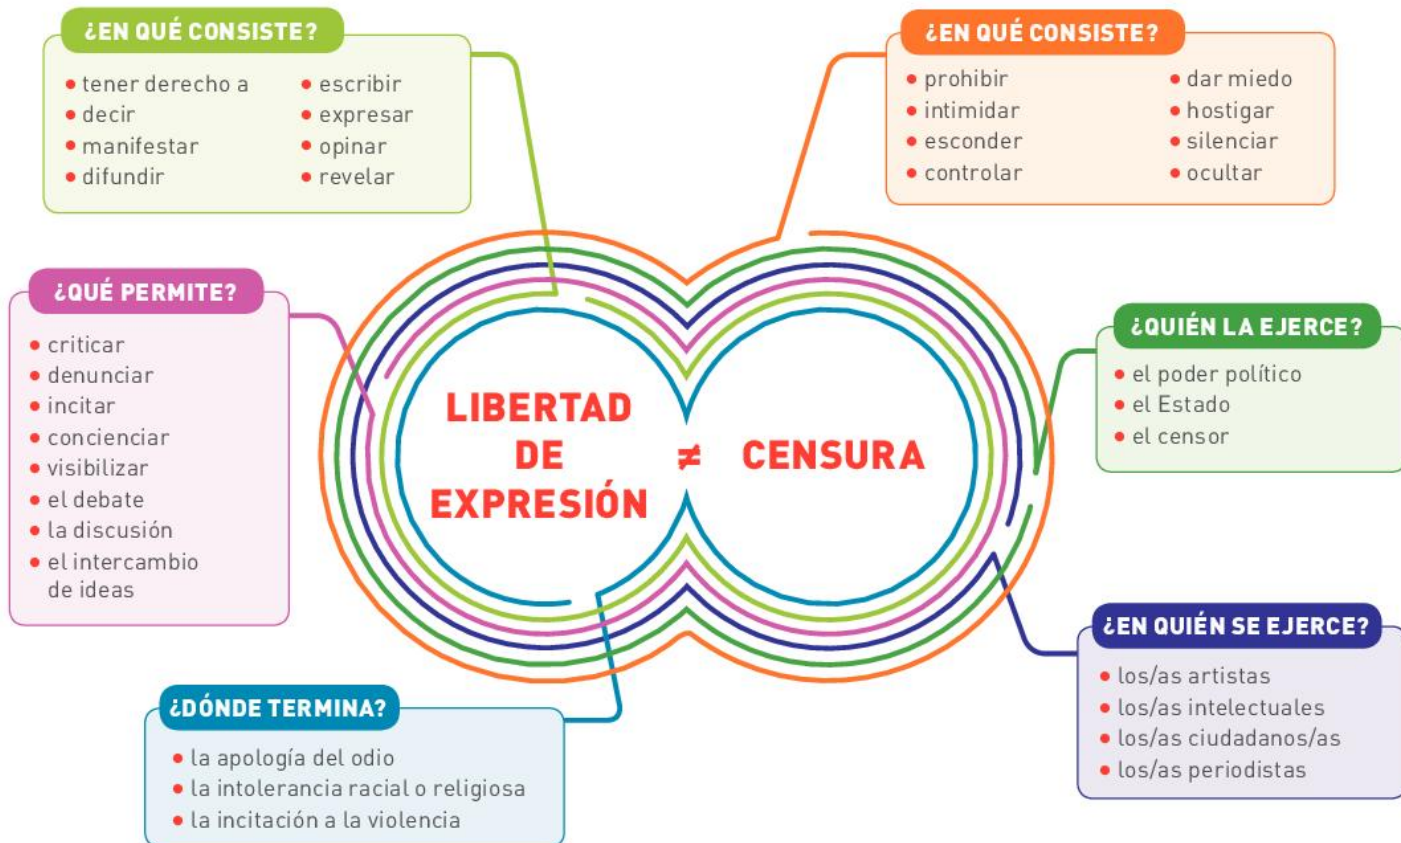 ¿EN QUÉ CONSISTE?
• tener derecho a
• decir
• manifestar
• difundir
• escribir
• expresar
• opinar
• revelar
¿EN QUÉ CONSISTE?
• prohibir
• intimidar
• esconder
• controlar
• dar miedo
• hostigar
• silenciar
• ocultar
¿QUÉ PERMITE?
• criticar
• denunciar
• incitar
• concienciar
• visibilizar
• el debate
• la discusión
• el intercambio
de ideas
LIBERTAD
DE
EXPRESIÓN
≠
CENSURA
¿QUIÉN LA EJERCE?
• el poder político
• el Estado
• el censor
¿EN QUIÉN SE EJERCE?
• los/as artistas
• los/as intelectuales
• los/as ciudadanos/as
• los/as periodistas
¿DÓNDE TERMINA?
• la apología del odio
• la intolerancia racial o religiosa
• la incitación a la violencia